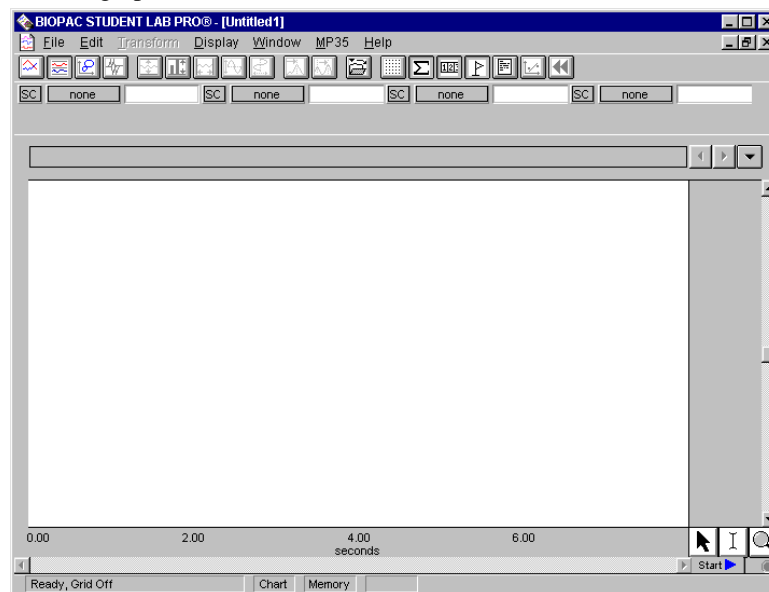 BIOPAC STUDENT LAB PRO® - [Untitled1]
File Edit Transform Display Window MP35 Help
SC none SC none SC none SC none
0.00 2.00 4.00 6.00
seconds
Start
Ready, Grid Off Chart Memory